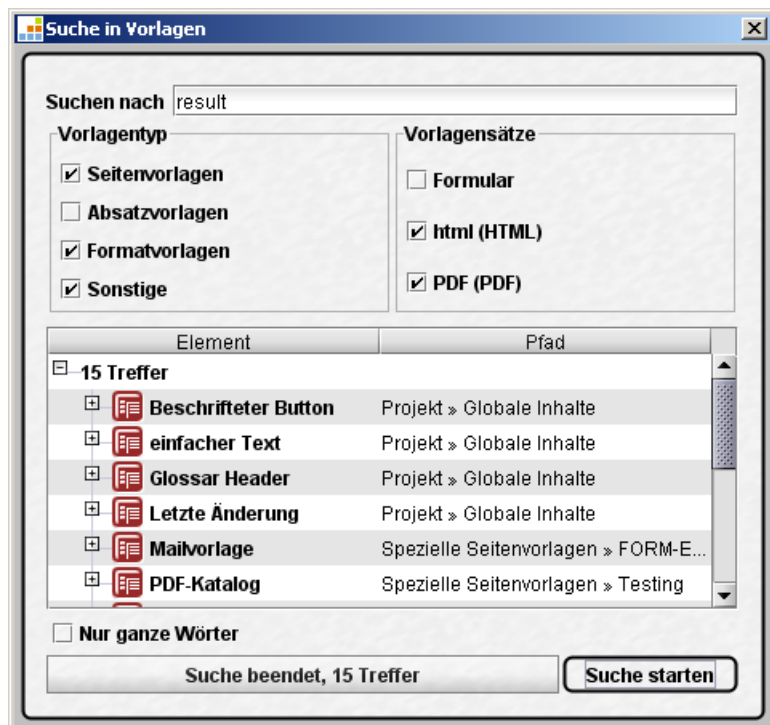 Suche in Vorlagen
Suchen nach result
Vorlagentyp
Seitenvorlagen
Absatzvorlagen
Formatvorlagen
Sonstige
Vorlagensätze
Formular
html (HTML)
PDF (PDF)
Element Pfad
15 Treffer
Beschrifteter Button Projekt » Globale Inhalte
einfacher Text Projekt » Globale Inhalte
Glossar Header Projekt » Globale Inhalte
Letzte Änderung Projekt » Globale Inhalte
Mailvorlage Spezielle Seitenvorlagen » FORM-E...
PDF-Katalog Spezielle Seitenvorlagen » Testing
Nur ganze Wörter
Suche beendet, 15 Treffer Suche starten